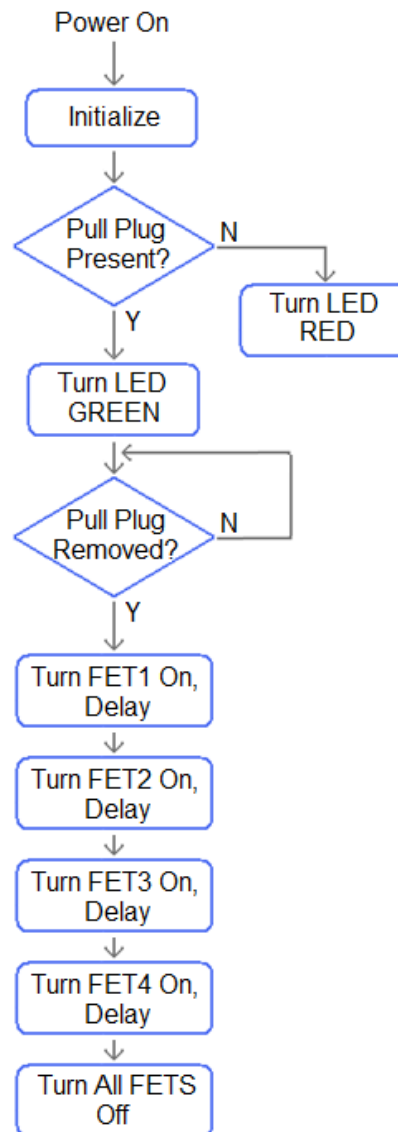 Power On
Initialize
Pull Plug
Present?
N
Turn LED
RED
Y
Turn LED
GREEN
Pull Plug
Removed?
N
Y
Turn FET1 On,
Delay
Turn FET2 On,
Delay
Turn FET3 On,
Delay
Turn FET4 On,
Delay
Turn All FETS
Off